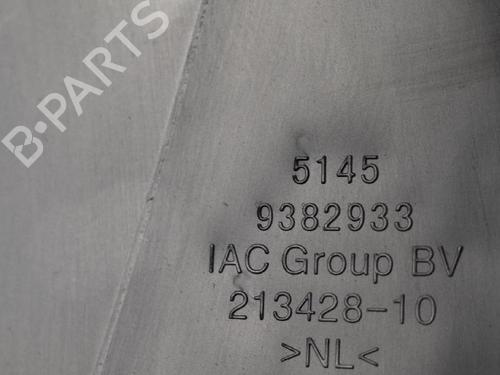 B-PARTS
5145
9382933
IAC Group BV
213428-10
>NL<